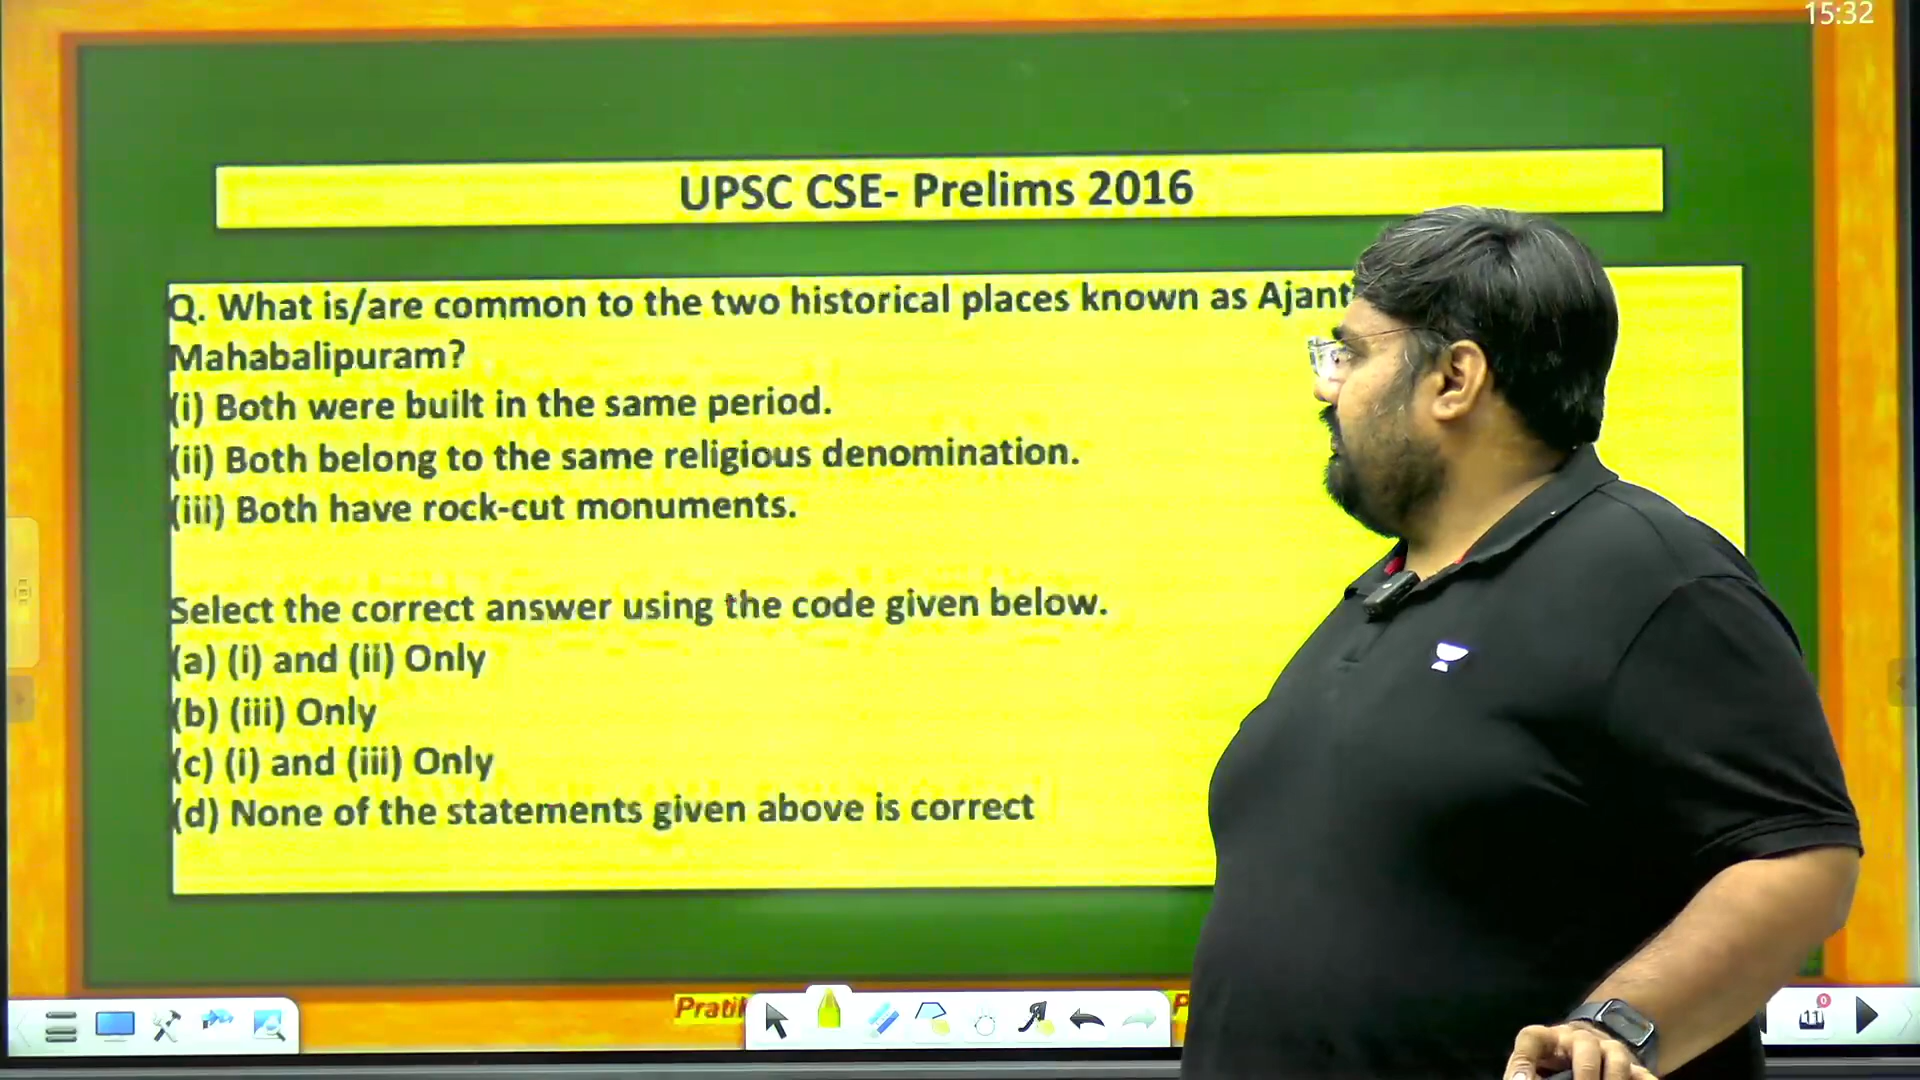 15:32
UPSC CSE- Prelims 2016
Q. What is/are common to the two historical places known as
Mahabalipuram?
(i) Both were built in the same period.
(ii) Both belong to the same religious denomination.
(iii) Both have rock-cut monuments.
Select the correct answer using the code given below.
(a) (i) and (ii) Only
(b) (iii) Only
(c) (i) and (iii) Only
(d) None of the statements given above is correct
0
11